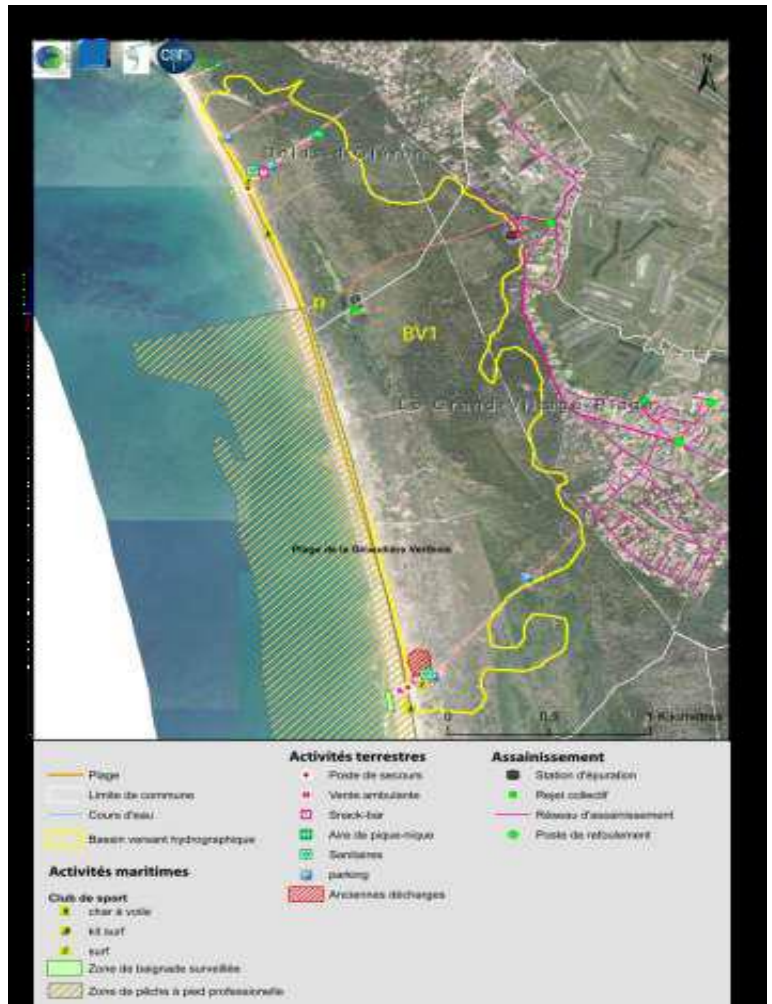 N
BV1
Plage de la Giraudière Vertbois
0
0,5
1 Kilomètres
Plage
Limite de commune
Cours d'eau
Bassin versant hydrographique
Activités maritimes
Club de sport
char à voile
kit surf
surf
Zone de baignade surveillée
Zone de pêche à pied professionelle
Activités terrestres
Poste de secours
Vente ambulante
Snack-bar
Aire de pique-nique
Sanitaires
parking
Anciennes décharges
Assainissement
Station d'épuration
Rejet collectif
Réseau d'assainissement
Poste de refoulement